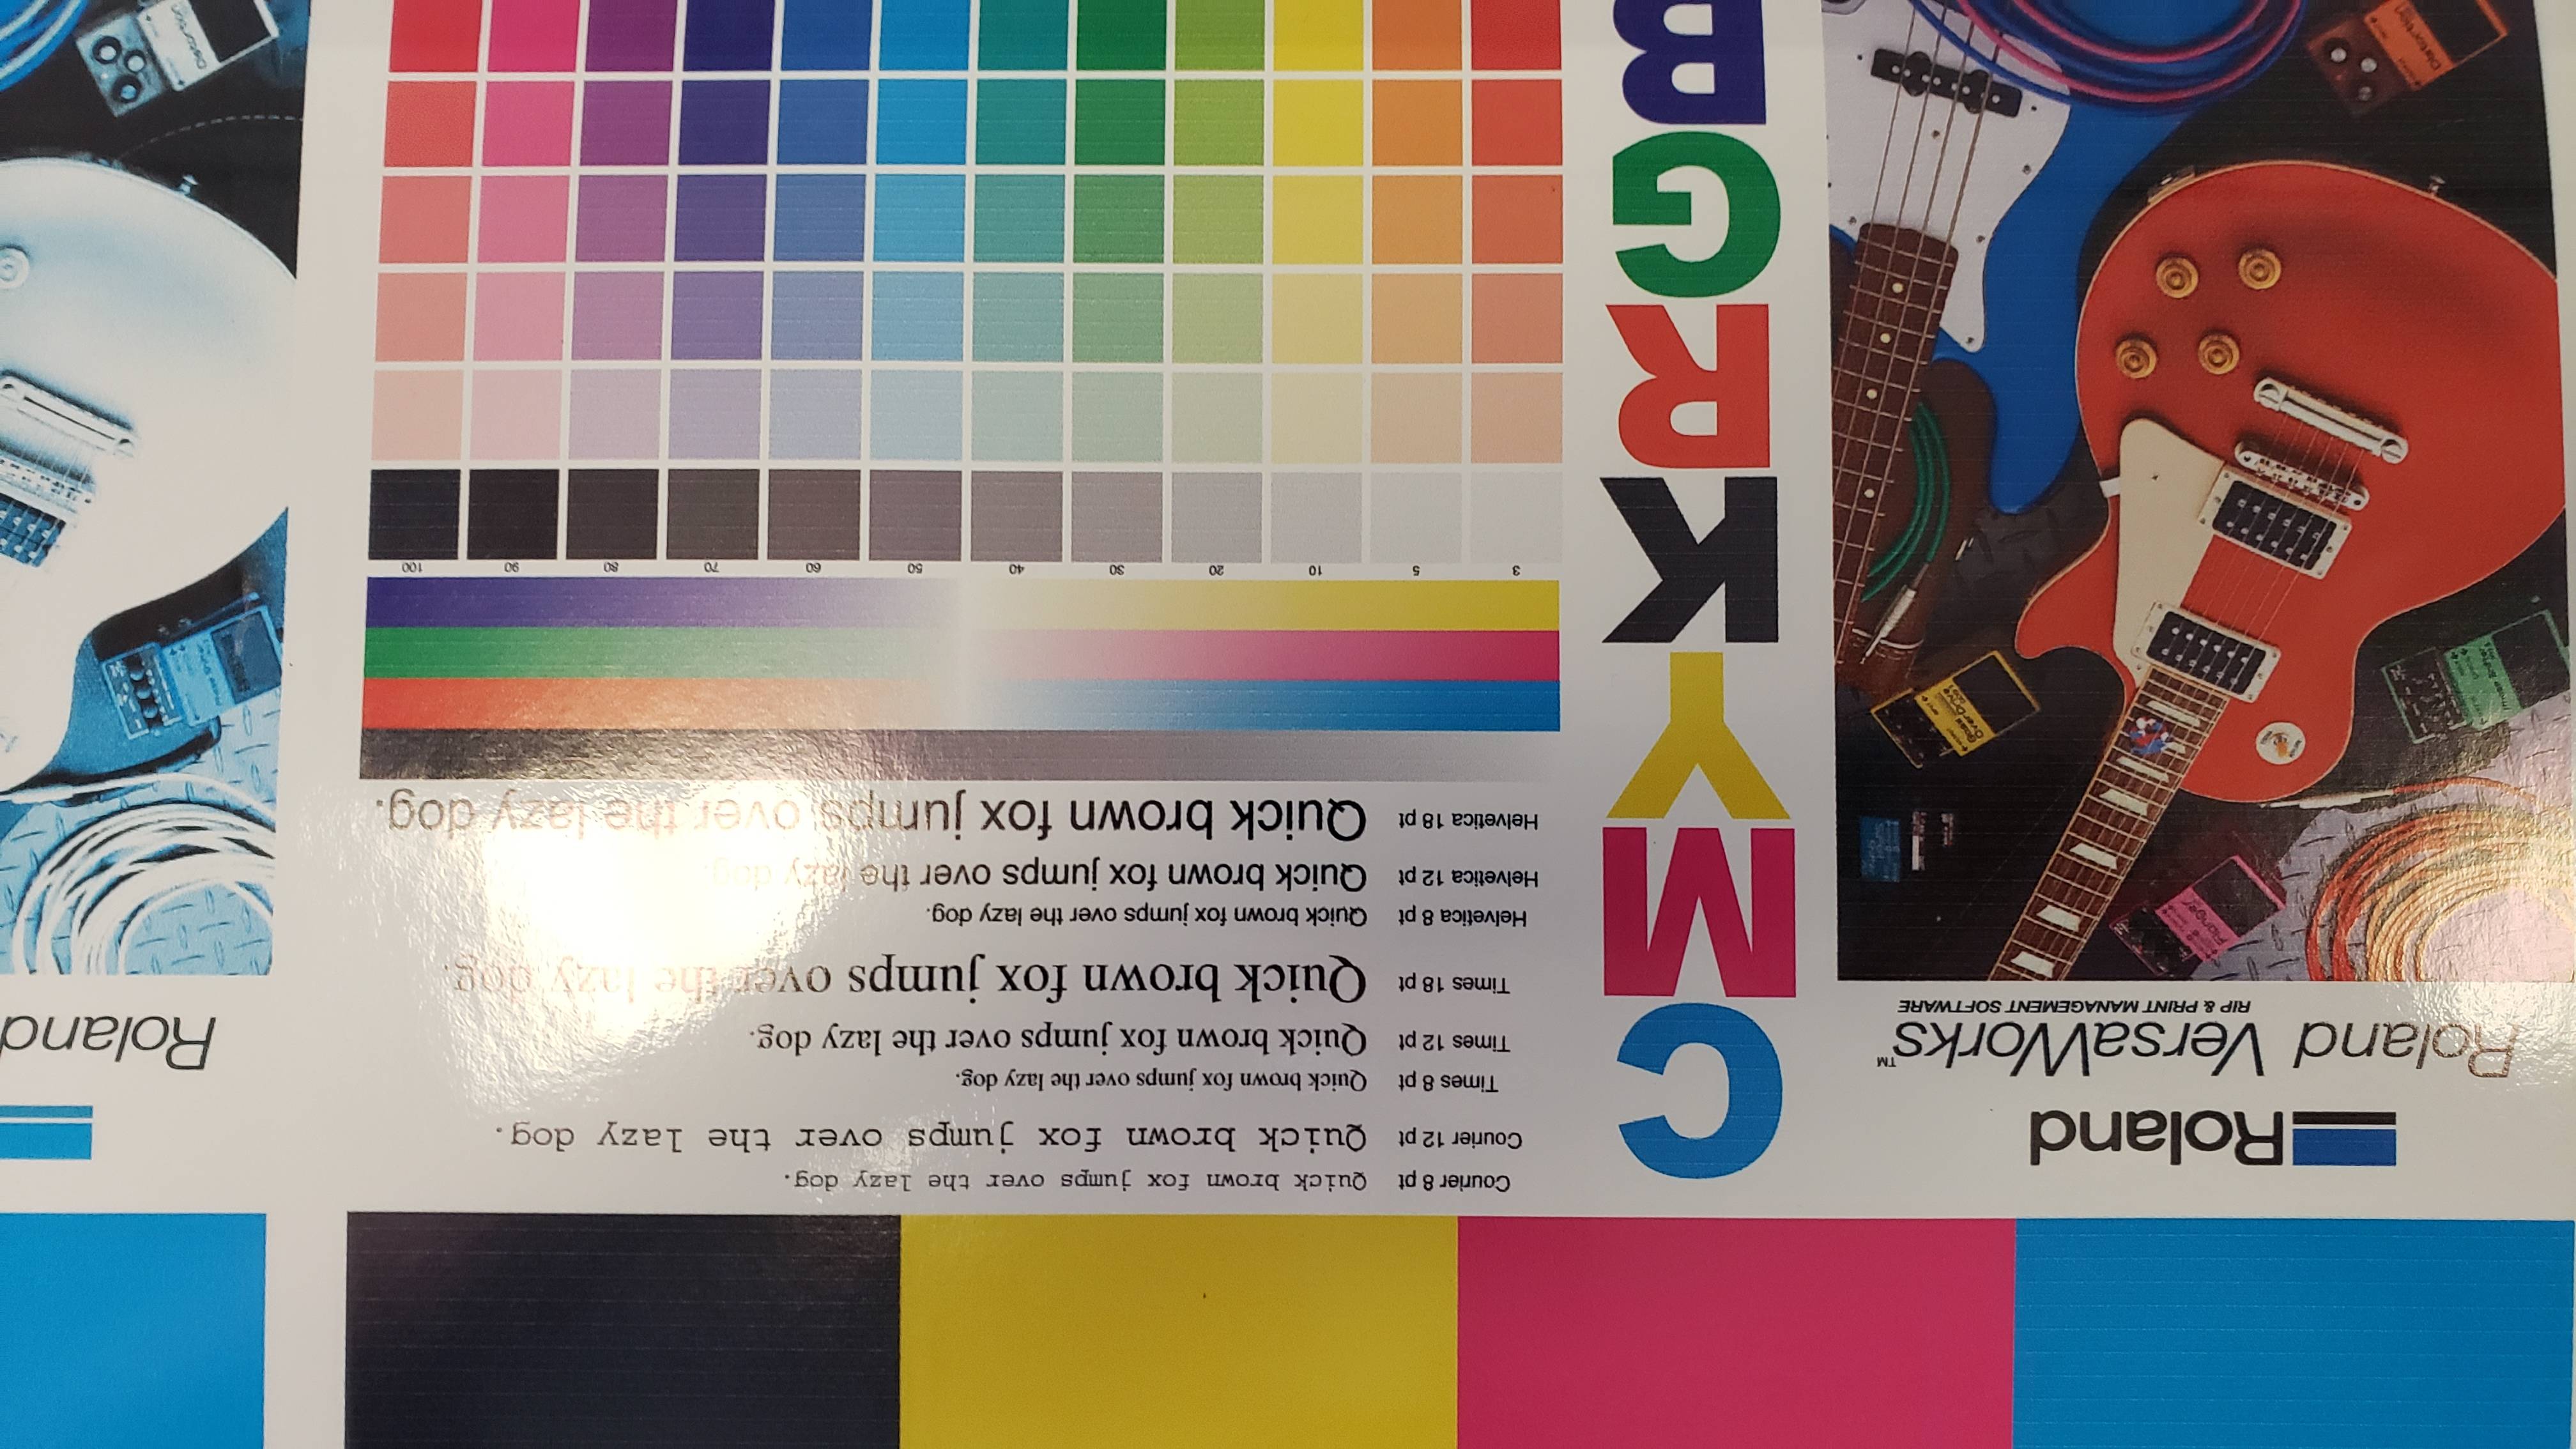 Courier 8 pt Quick brown fox jumps over the lazy dog.
Courier 12 pt Quick brown fox jumps over the lazy dog.
Times 8 pt Quick brown fox jumps over the lazy dog.
Times 12 pt Quick brown fox jumps over the lazy dog.
Times 18 pt Quick brown fox jumps over the lazy dog.
Helvetica 8 pt Quick brown fox jumps over the lazy dog.
Helvetica 12 pt Quick brown fox jumps over the lazy dog.
Helvetica 18 pt Quick brown fox jumps over the lazy dog.
3 5 10 20 30 40 50 60 70 80 90 100
Roland
Roland VersaWorks™
RIP & PRINT MANAGEMENT SOFTWARE
C
M
Y
K
R
G
B
Roland
Flanger
OverDrive
Distortion